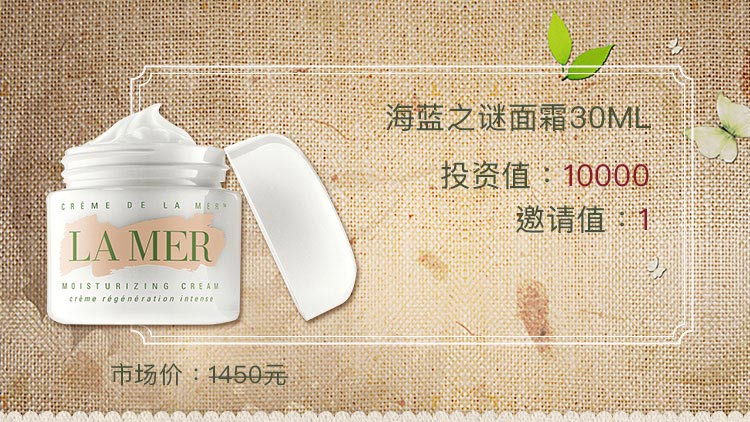 海蓝之谜面霜30ML
投资值：10000
邀请值：1
CRÈME DE LA MER™
LA MER
MOISTURIZING CREAM
crème régénération intense
市场价：1450元